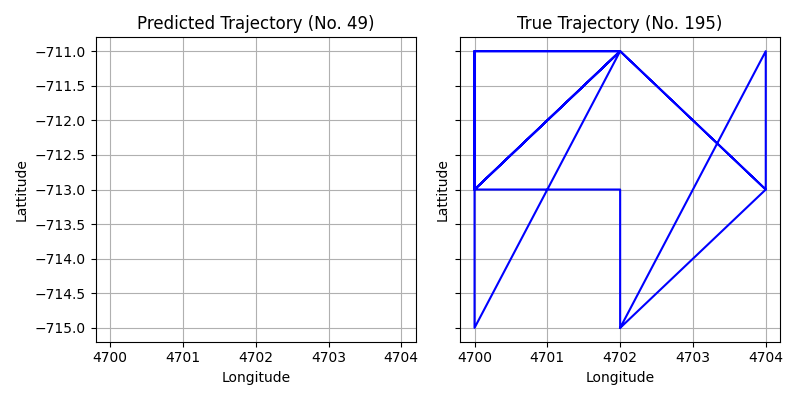 Predicted Trajectory (No. 49)
True Trajectory (No. 195)
Lattitude
−711.0
−711.5
−712.0
−712.5
−713.0
−713.5
−714.0
−714.5
−715.0
4700 4701 4702 4703 4704
Longitude
Lattitude
4700 4701 4702 4703 4704
Longitude